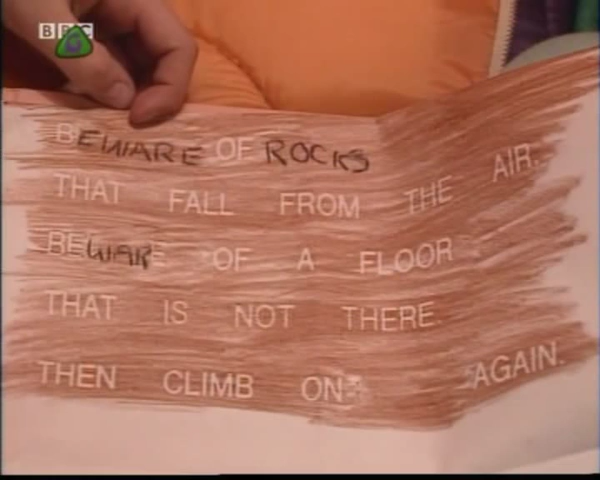 BBC
BEWARE OF ROCKS
THAT FALL FROM THE AIR.
BEWARE OF A FLOOR
THAT IS NOT THERE.
THEN CLIMB ON AGAIN.